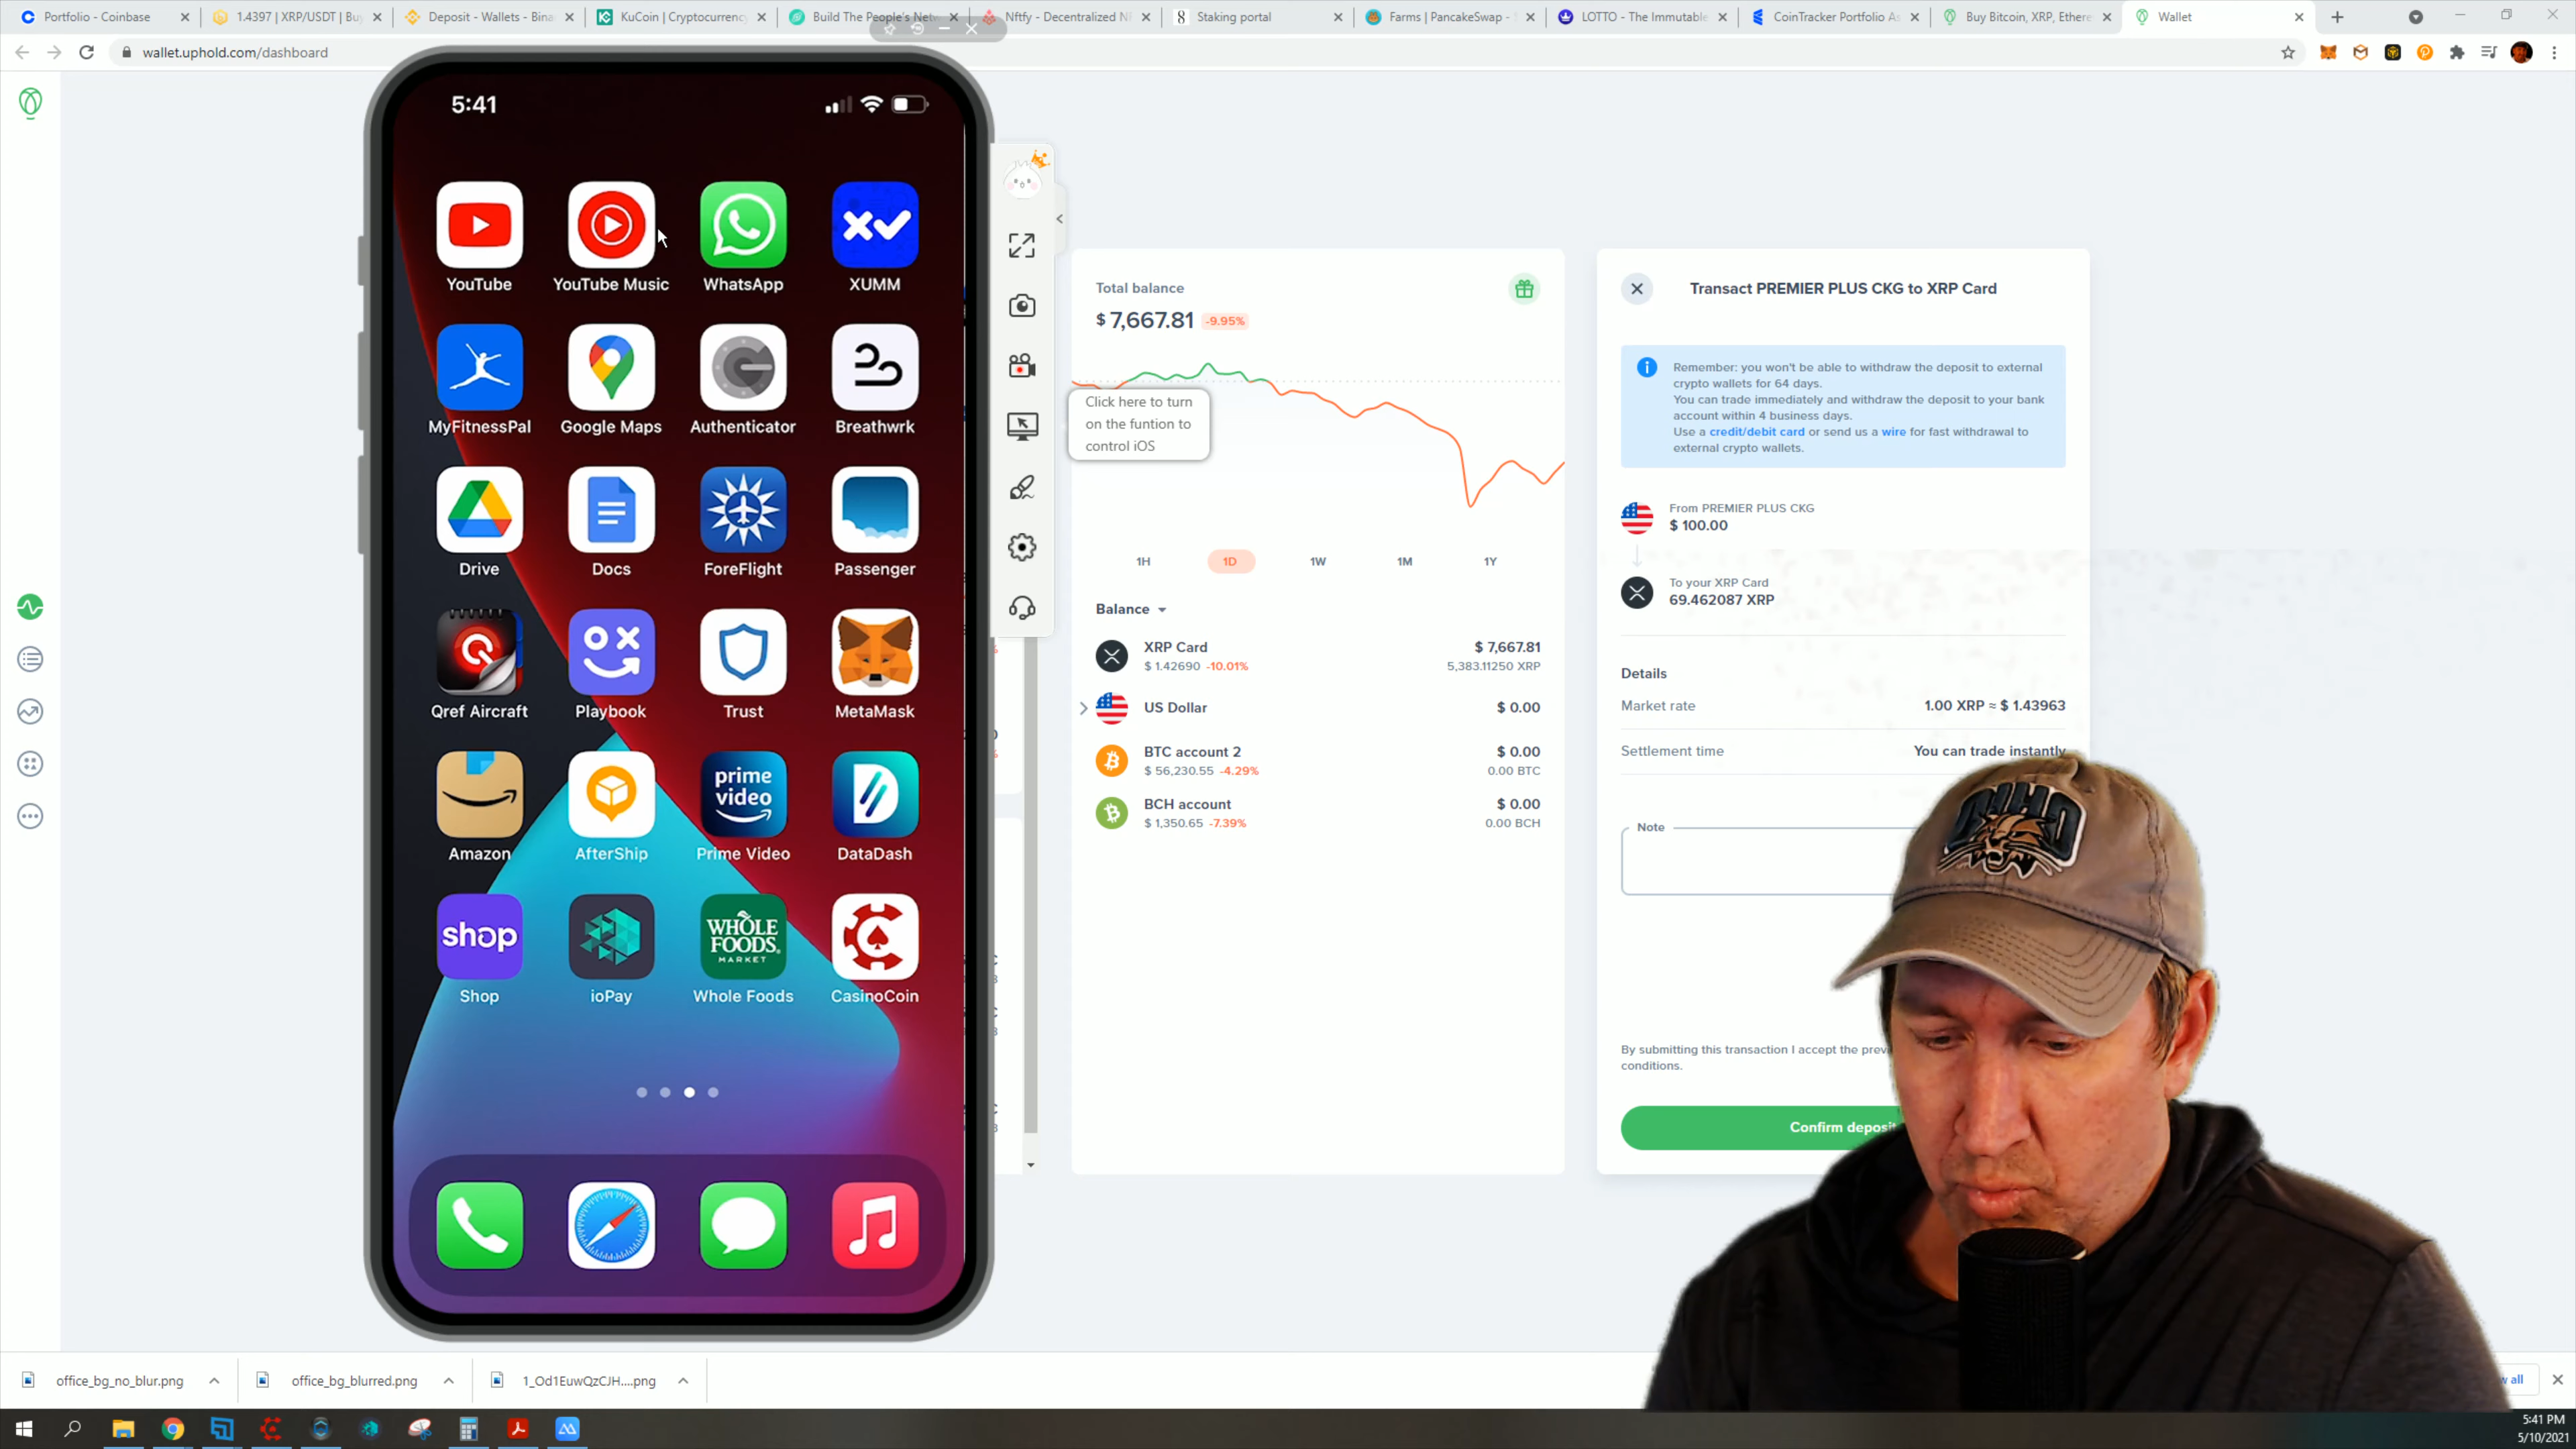 Portfolio - Coinbase
1.4397 | XRP/USDT | Bu
Deposit - Wallets - Bina
KuCoin | Cryptocurrency
Build The People's Netw
Nftfy - Decentralized NF
Staking portal
Farms | PancakeSwap -
LOTTO - The Immutable
CoinTracker Portfolio As
Buy Bitcoin, XRP, Ethere
Wallet
wallet.uphold.com/dashboard
5:41
YouTube
YouTube Music
WhatsApp
XUMM
MyFitnessPal
Google Maps
Authenticator
Breathwrk
Drive
Docs
ForeFlight
Passenger
Qref Aircraft
Playbook
Trust
MetaMask
prime
video
Amazon
AfterShip
Prime Video
DataDash
shop
WHOLE
FOODS
MARKET
Shop
ioPay
Whole Foods
CasinoCoin
Click here to turn
on the funtion to
control iOS
Total balance
$ 7,667.81 -9.95%
1H
1D
1W
1M
1Y
Balance
XRP Card
$ 7,667.81
$ 1.42690 -10.01%
5,383.11250 XRP
US Dollar
$ 0.00
BTC account 2
$ 0.00
$ 56,230.55 -4.29%
0.00 BTC
BCH account
$ 0.00
$ 1,350.65 -7.39%
0.00 BCH
Transact PREMIER PLUS CKG to XRP Card
Remember: you won't be able to withdraw the deposit to external
crypto wallets for 64 days.
You can trade immediately and withdraw the deposit to your bank
account within 4 business days.
Use a credit/debit card or send us a wire for fast withdrawal to
external crypto wallets.
From PREMIER PLUS CKG
$ 100.00
To your XRP Card
69.462087 XRP
Details
Market rate
1.00 XRP ≈ $ 1.43963
Settlement time
You can trade instantly
Note
OHIO
By submitting this transaction I accept the previ
conditions.
Confirm deposit
office_bg_no_blur.png
office_bg_blurred.png
1_Od1EuwQzCJH....png
all
5:41 PM
5/10/2021